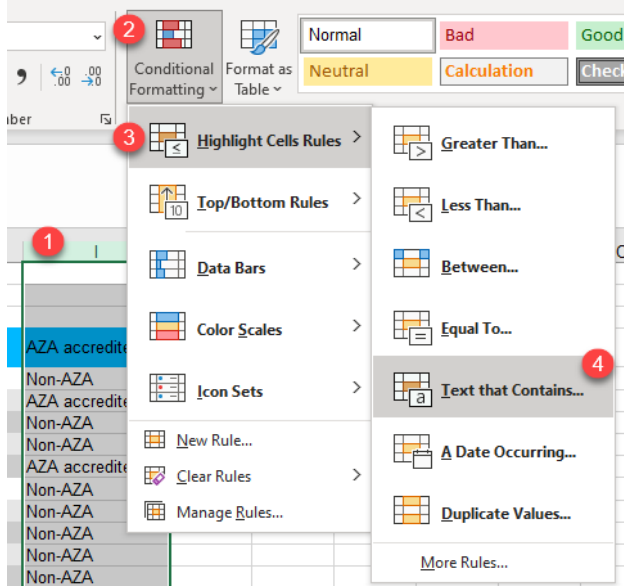 2
Normal
Bad
Good
Conditional Formatting
Format as Table
Neutral
Calculation
Check
.00
.00
3
Highlight Cells Rules
Greater Than...
1
I
10
Top/Bottom Rules
Less Than...
Data Bars
Between...
AZA accredite
Color Scales
Equal To...
Non-AZA
4
AZA accredite
Icon Sets
a
Text that Contains...
Non-AZA
Non-AZA
New Rule...
A Date Occurring...
AZA accredite
Clear Rules
Non-AZA
Manage Rules...
Duplicate Values...
Non-AZA
Non-AZA
Non-AZA
More Rules...
Non-AZA